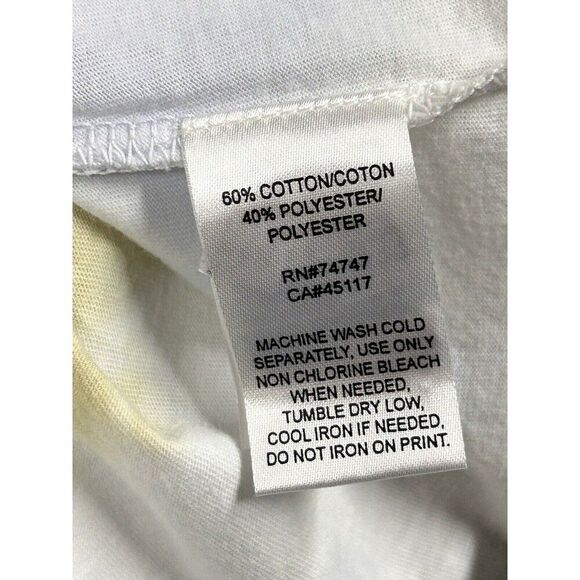 60% COTTON/COTON
40% POLYESTER/
POLYESTER
RN#74747
CA#45117
MACHINE WASH COLD
SEPARATELY, USE ONLY
NON CHLORINE BLEACH
WHEN NEEDED,
TUMBLE DRY LOW,
COOL IRON IF NEEDED,
DO NOT IRON ON PRINT.